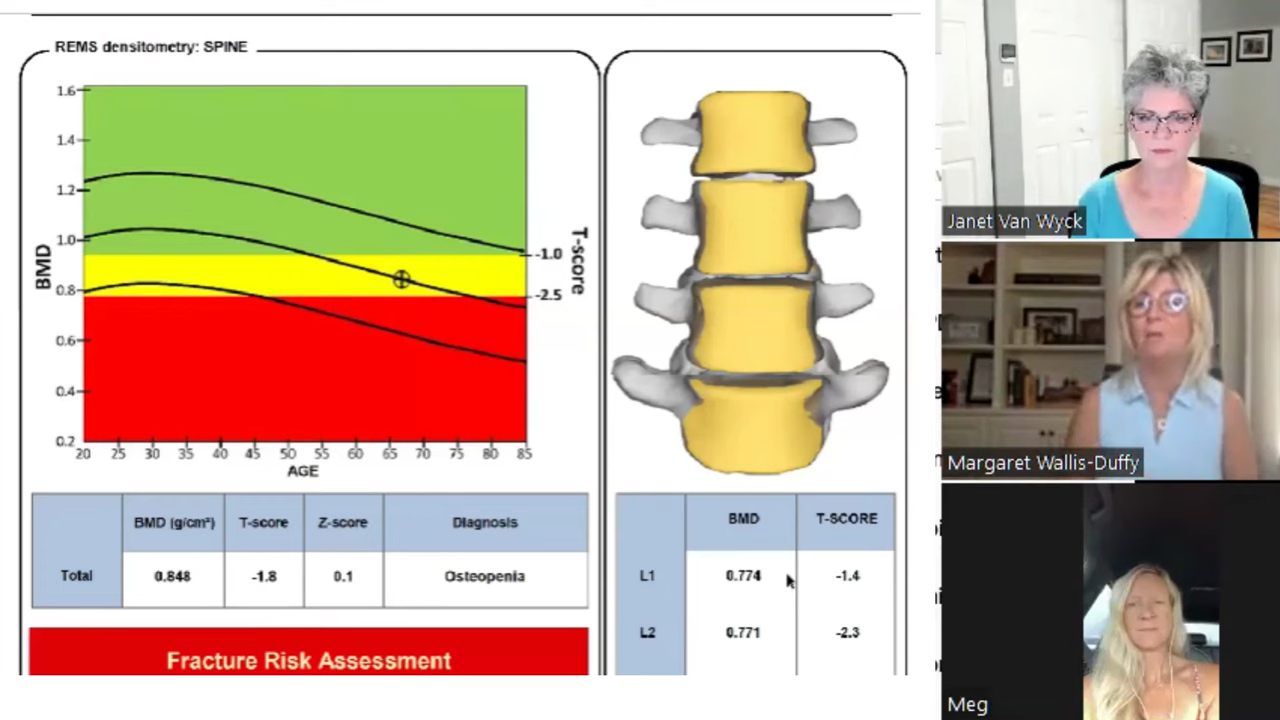 REMS densitometry: SPINE
1.6
1.4
1.2
1.0
0.8
0.6
0.4
0.2
BMD
-1.0
-2.5
T-score
20 25 30 35 40 45 50 55 60 65 70 75 80 85
AGE
BMD (g/cm²) T-score Z-score Diagnosis
Total 0.848 -1.8 0.1 Osteopenia
Fracture Risk Assessment
BMD T-SCORE
L1 0.774 -1.4
L2 0.771 -2.3
Janet Van Wyck
Margaret Wallis-Duffy
Meg